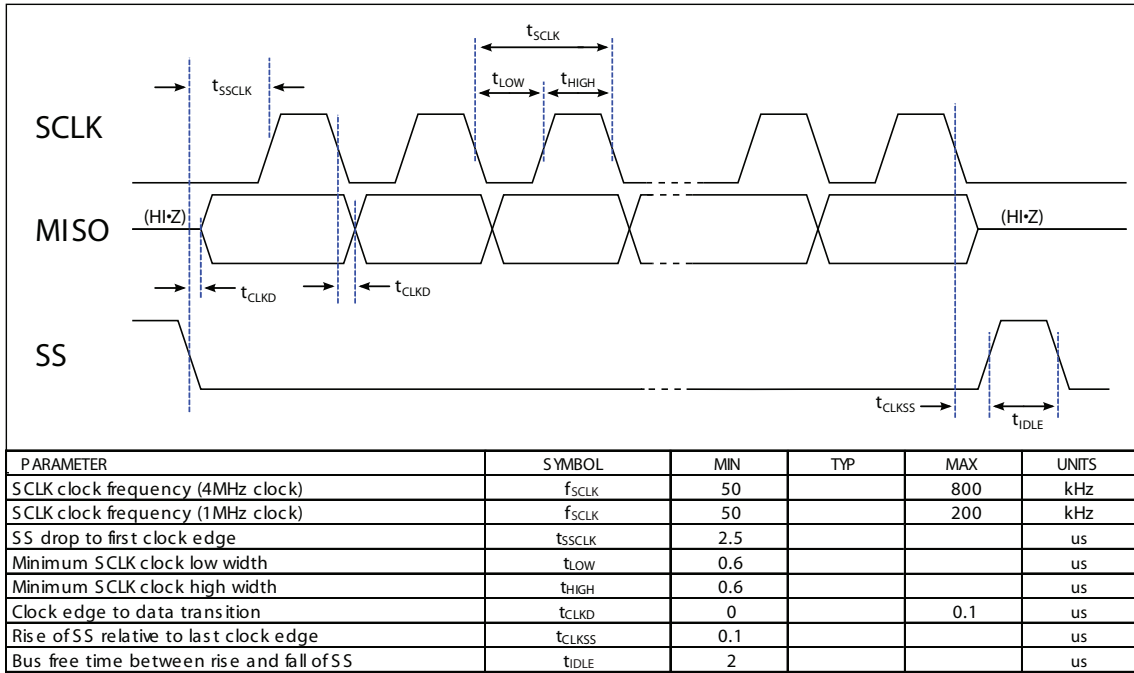 tSCLK
tSSCLK
tLOW
tHIGH
SCLK
(HI•Z)
(HI•Z)
MISO
tCLKD
tCLKD
SS
tCLKSS
tIDLE
PARAMETER SYMBOL MIN TYP MAX UNITS
SCLK clock frequency (4MHz clock) fSCLK 50 800 kHz
SCLK clock frequency (1MHz clock) fSCLK 50 200 kHz
SS drop to first clock edge tSSCLK 2.5 us
Minimum SCLK clock low width tLOW 0.6 us
Minimum SCLK clock high width tHIGH 0.6 us
Clock edge to data transition tCLKD 0 0.1 us
Rise of SS relative to last clock edge tCLKSS 0.1 us
Bus free time between rise and fall of SS tIDLE 2 us